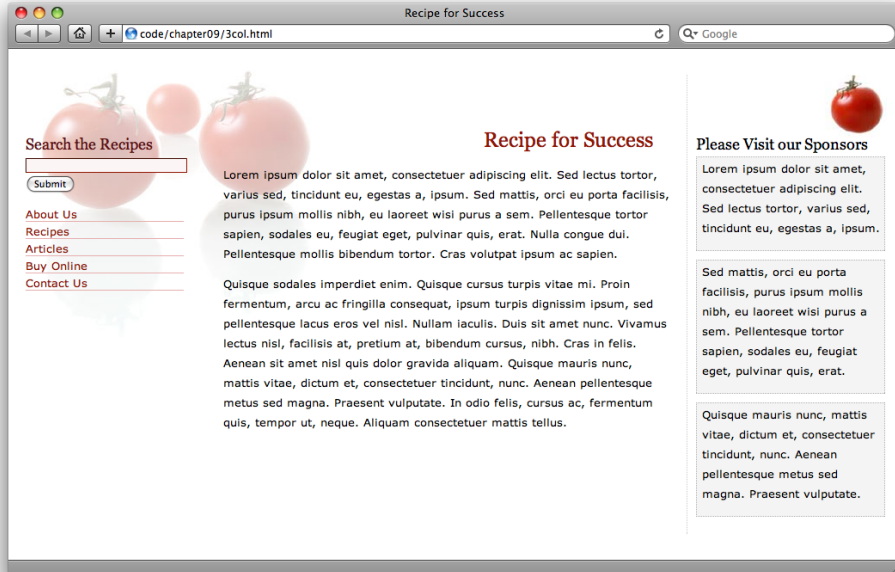 Recipe for Success
code/chapter09/3col.html
Google
Search the Recipes
Submit
About Us
Recipes
Articles
Buy Online
Contact Us
Recipe for Success
Lorem ipsum dolor sit amet, consectetuer adipiscing elit. Sed lectus tortor,
varius sed, tincidunt eu, egestas a, ipsum. Sed mattis, orci eu porta facilisis,
purus ipsum mollis nibh, eu laoreet wisi purus a sem. Pellentesque tortor
sapien, sodales eu, feugiat eget, pulvinar quis, erat. Nulla congue dui.
Pellentesque mollis bibendum tortor. Cras volutpat ipsum ac sapien.
Quisque sodales imperdiet enim. Quisque cursus turpis vitae mi. Proin
fermentum, arcu ac fringilla consequat, ipsum turpis dignissim ipsum, sed
pellentesque lacus eros vel nisl. Nullam iaculis. Duis sit amet nunc. Vivamus
lectus nisl, facilisis at, pretium at, bibendum cursus, nibh. Cras in felis.
Aenean sit amet nisl quis dolor gravida aliquam. Quisque mauris nunc,
mattis vitae, dictum et, consectetuer tincidunt, nunc. Aenean pellentesque
metus sed magna. Praesent vulputate. In odio felis, cursus ac, fermentum
quis, tempor ut, neque. Aliquam consectetuer mattis tellus.
Please Visit our Sponsors
Lorem ipsum dolor sit amet,
consectetuer adipiscing elit.
Sed lectus tortor, varius sed,
tincidunt eu, egestas a, ipsum.
Sed mattis, orci eu porta
facilisis, purus ipsum mollis
nibh, eu laoreet wisi purus a
sem. Pellentesque tortor
sapien, sodales eu, feugiat
eget, pulvinar quis, erat.
Quisque mauris nunc, mattis
vitae, dictum et, consectetuer
tincidunt, nunc. Aenean
pellentesque metus sed
magna. Praesent vulputate.